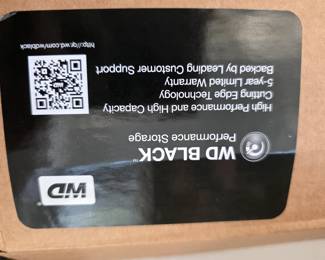 WD
WD BLACK™
Performance Storage
High Performance and High Capacity
Cutting Edge Technology
5-year Limited Warranty
Backed by Leading Customer Support
http://qr.wd.com/wdblack